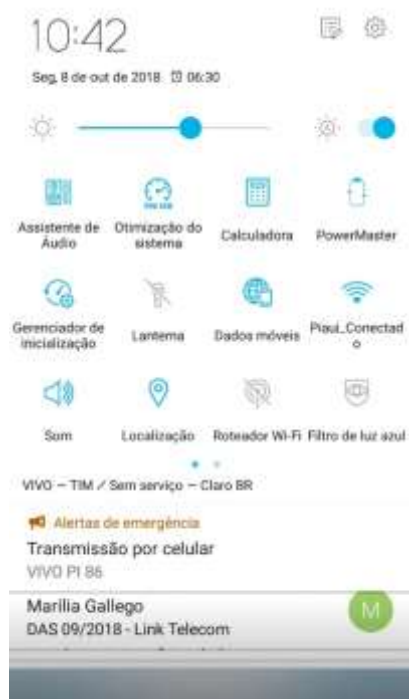 10:42
Seg, 8 de out de 2018 06:30
Assistente de Áudio
Otimização do sistema
Calculadora
PowerMaster
Gerenciador de inicialização
Lanterna
Dados móveis
Piauí_Conectado
Som
Localização
Roteador Wi-Fi
Filtro de luz azul
VIVO — TIM / Sem serviço — Claro BR
Alertas de emergência
Transmissão por celular
VIVO PI 86
Marília Gallego
M
DAS 09/2018 - Link Telecom